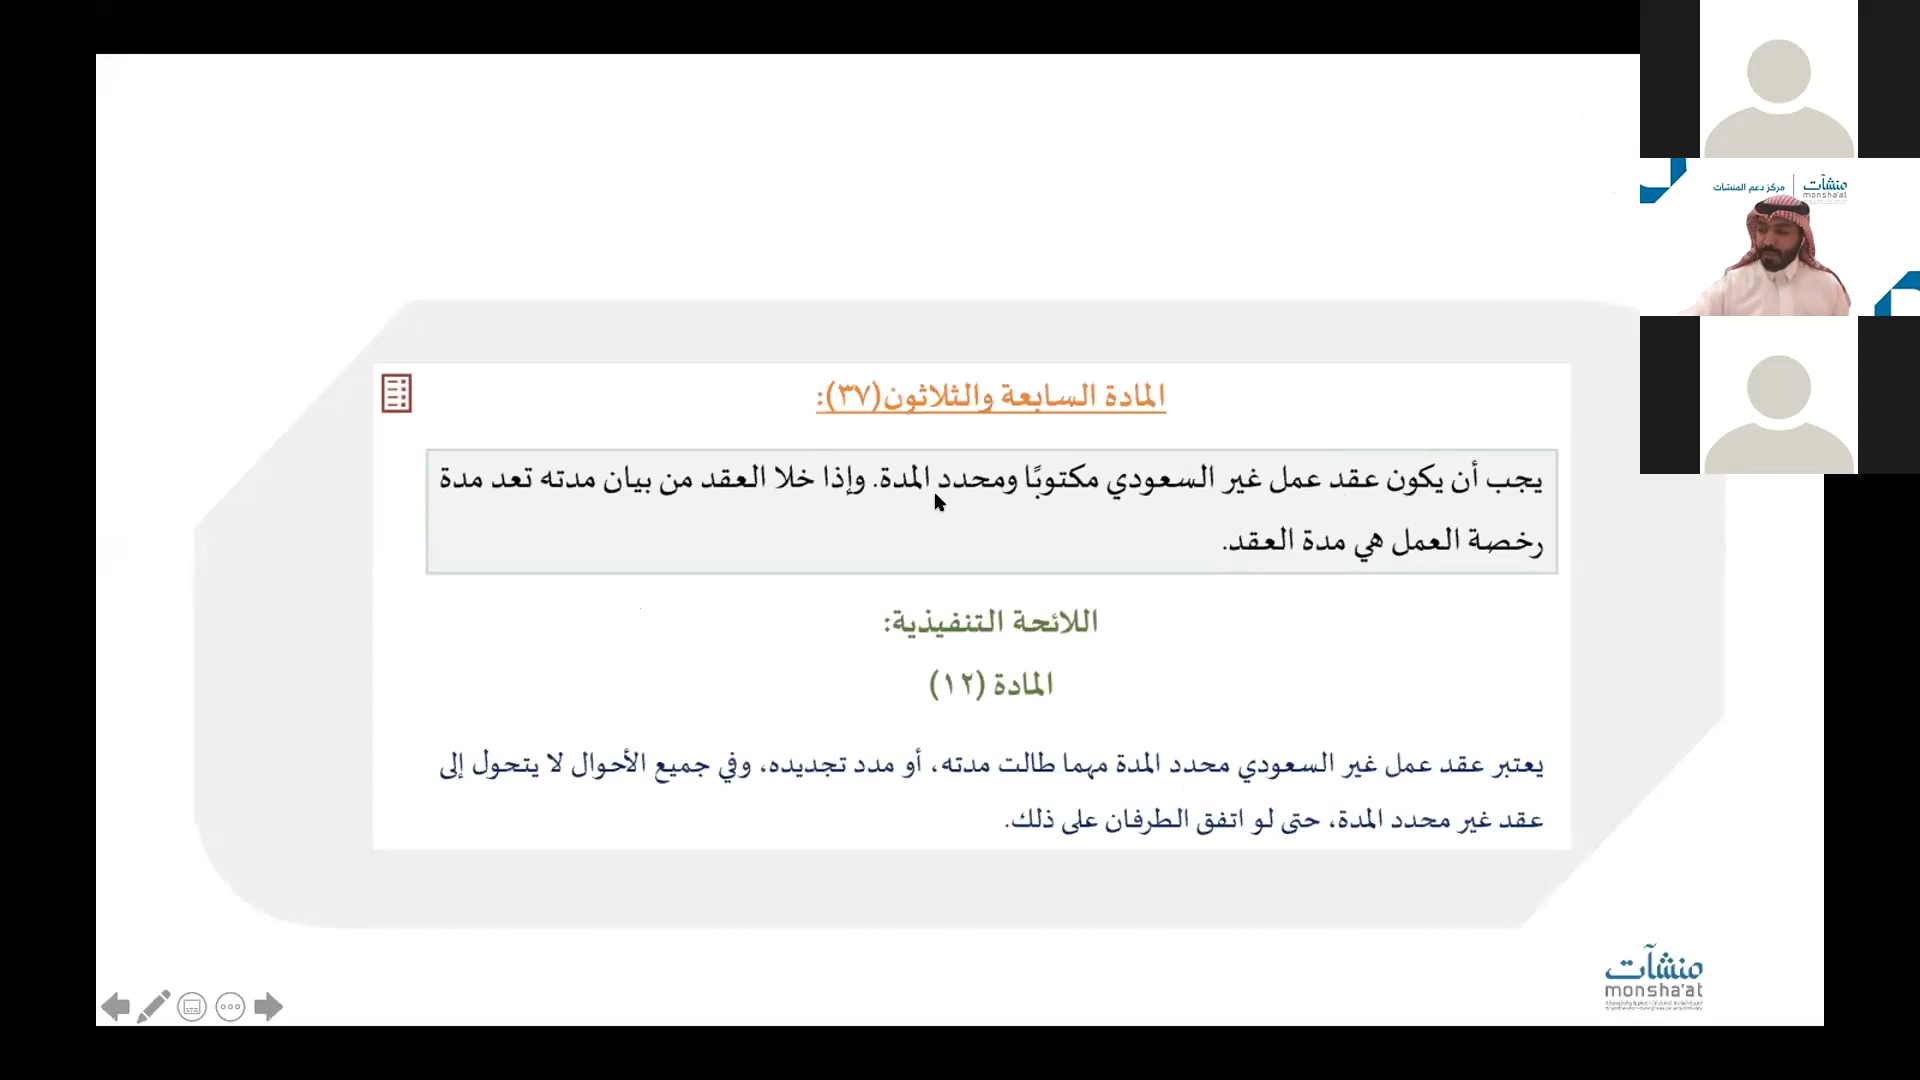 مركز دعم المنشآت
منشآت
monsha'at
المادة السابعة والثلاثون(٣٧):
يجب أن يكون عقد عمل غير السعودي مكتوبًا ومحدد المدة. وإذا خلا العقد من بيان مدته تعد مدة
رخصة العمل هي مدة العقد.
اللائحة التنفيذية:
المادة (١٢)
يعتبر عقد عمل غير السعودي محدد المدة مهما طالت مدته، أو مدد تجديده، وفي جميع الأحوال لا يتحول إلى
عقد غير محدد المدة، حتى لو اتفق الطرفان على ذلك.
منشآت
monsha'at